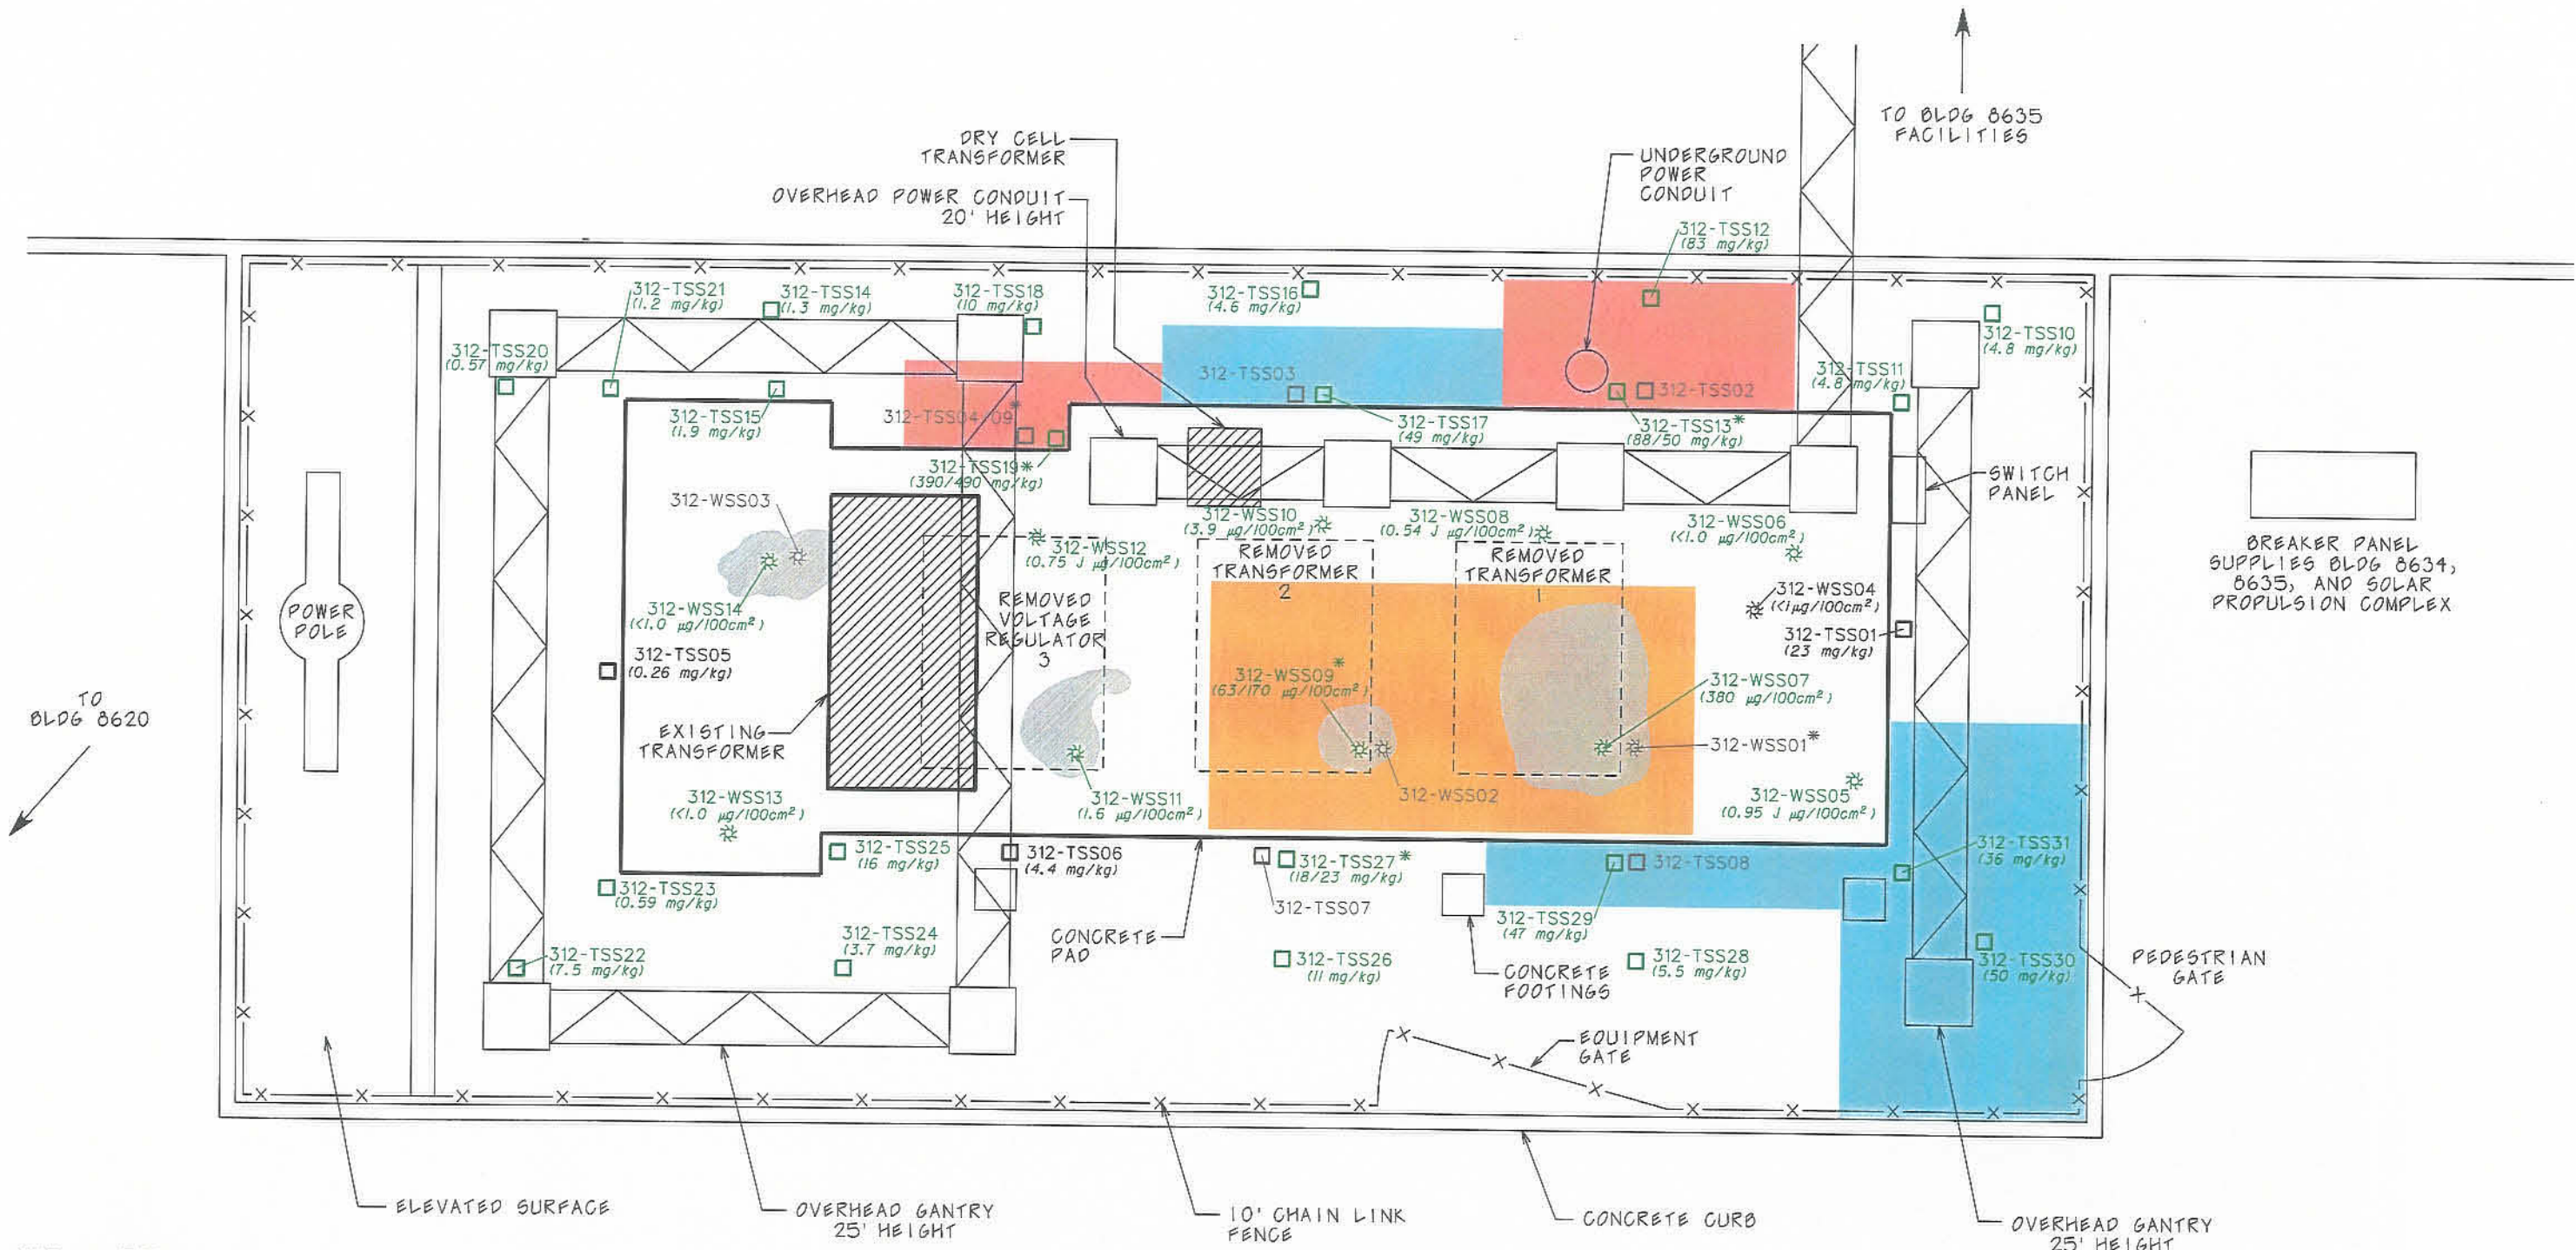 TO BLDG 8635
FACILITIES
DRY CELL
TRANSFORMER
UNDERGROUND
POWER
CONDUIT
OVERHEAD POWER CONDUIT
20' HEIGHT
312-TSS12
(83 mg/kg)
312-TSS21
(1.2 mg/kg)
312-TSS14
(1.3 mg/kg)
312-TSS18
(10 mg/kg)
312-TSS16
(4.6 mg/kg)
312-TSS10
(4.8 mg/kg)
312-TSS20
(0.57 mg/kg)
312-TSS11
(4.8 mg/kg)
312-TSS03
312-TSS02
312-TSS15
(1.9 mg/kg)
312-TSS04/09*
312-TSS17
(49 mg/kg)
312-TSS13*
(88/50 mg/kg)
312-TSS19*
(390/490 mg/kg)
SWITCH
PANEL
312-WSS03
312-WSS10
(3.9 µg/100cm²)
312-WSS08
(0.54 J µg/100cm²)
312-WSS06
(<1.0 µg/100cm²)
312-WSS12
(0.75 J µg/100cm²)
REMOVED
TRANSFORMER
2
REMOVED
TRANSFORMER
1
BREAKER PANEL
SUPPLIES BLDG 8634,
8635, AND SOLAR
PROPULSION COMPLEX
312-WSS04
(<1µg/100cm²)
POWER
POLE
312-WSS14
(<1.0 µg/100cm²)
REMOVED
VOLTAGE
REGULATOR
3
312-TSS01
(23 mg/kg)
312-TSS05
(0.26 mg/kg)
312-WSS09*
(63/170 µg/100cm²)
312-WSS07
(380 µg/100cm²)
TO
BLDG 8620
EXISTING
TRANSFORMER
312-WSS01*
312-WSS13
(<1.0 µg/100cm²)
312-WSS11
(1.6 µg/100cm²)
312-WSS02
312-WSS05
(0.95 J µg/100cm²)
312-TSS25
(16 mg/kg)
312-TSS06
(4.4 mg/kg)
312-TSS27*
(18/23 mg/kg)
312-TSS08
312-TSS31
(36 mg/kg)
312-TSS23
(0.59 mg/kg)
312-TSS07
312-TSS29
(47 mg/kg)
312-TSS24
(3.7 mg/kg)
CONCRETE
PAD
312-TSS22
(7.5 mg/kg)
312-TSS26
(11 mg/kg)
CONCRETE
FOOTINGS
312-TSS28
(5.5 mg/kg)
312-TSS30
(50 mg/kg)
PEDESTRIAN
GATE
EQUIPMENT
GATE
ELEVATED SURFACE
OVERHEAD GANTRY
25' HEIGHT
10' CHAIN LINK
FENCE
CONCRETE CURB
OVERHEAD GANTRY
25' HEIGHT